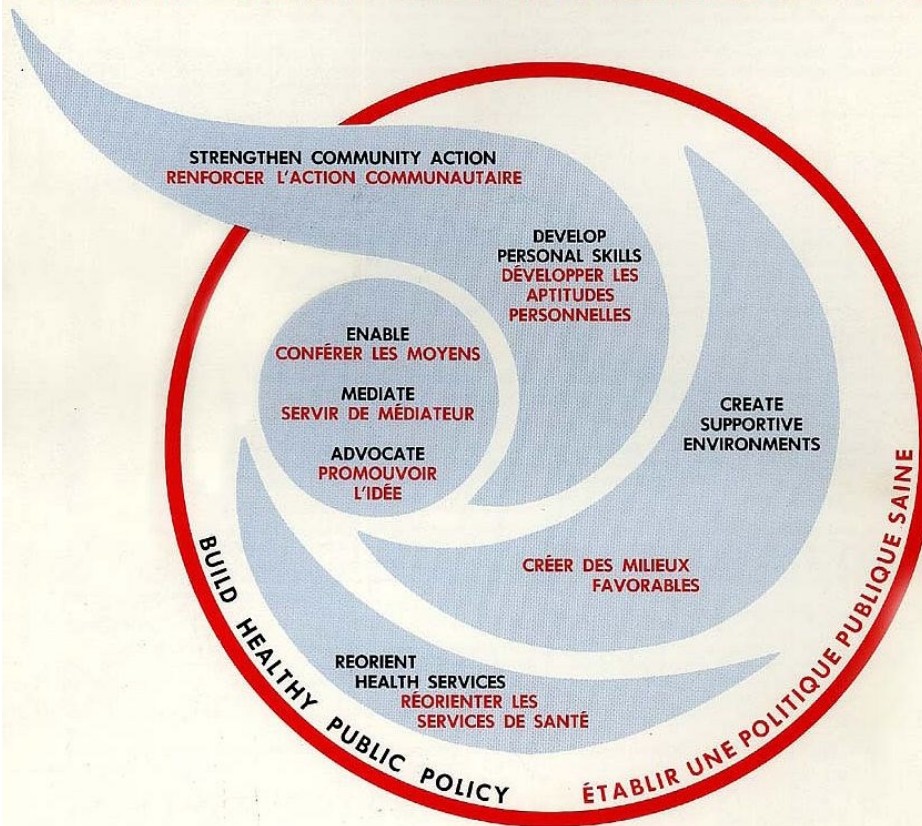 STRENGTHEN COMMUNITY ACTION
RENFORCER L'ACTION COMMUNAUTAIRE
DEVELOP
PERSONAL SKILLS
DÉVELOPPER LES
APTITUDES
PERSONNELLES
ENABLE
CONFÉRER LES MOYENS
MEDIATE
SERVIR DE MÉDIATEUR
ADVOCATE
PROMOUVOIR
L'IDÉE
CREATE
SUPPORTIVE
ENVIRONMENTS
CRÉER DES MILIEUX
FAVORABLES
REORIENT
HEALTH SERVICES
RÉORIENTER LES
SERVICES DE SANTÉ
BUILD HEALTHY PUBLIC POLICY
ÉTABLIR UNE POLITIQUE PUBLIQUE SAINE